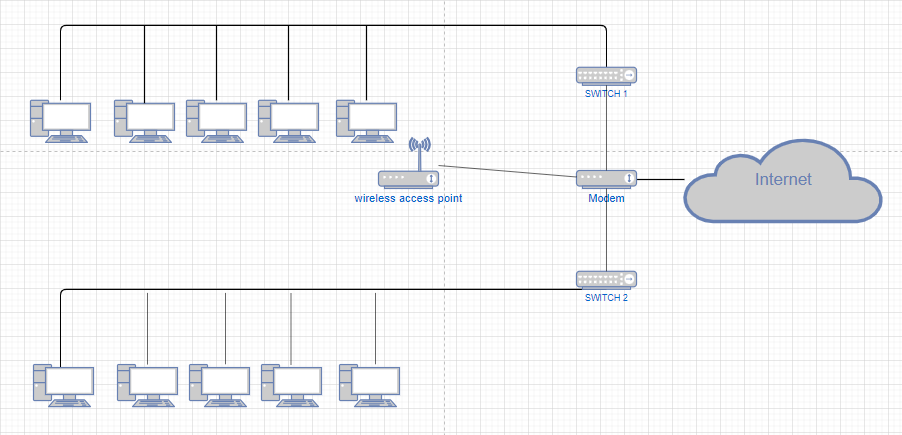 SWITCH 1
Internet
wireless access point
Modem
SWITCH 2